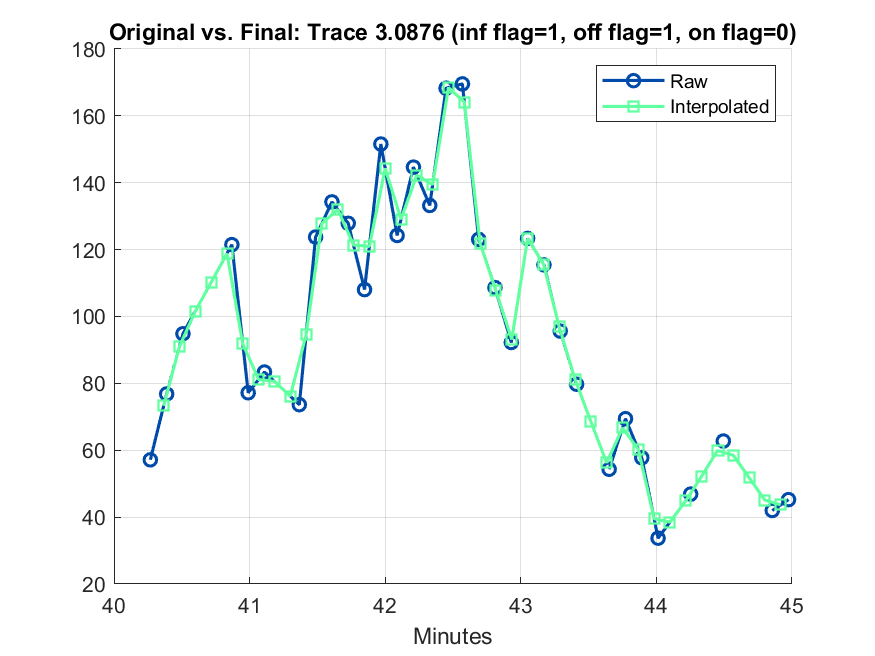 Original vs. Final: Trace 3.0876 (inf flag=1, off flag=1, on flag=0)
180
160
140
120
100
80
60
40
20
Raw
Interpolated
40 41 42 43 44 45
Minutes